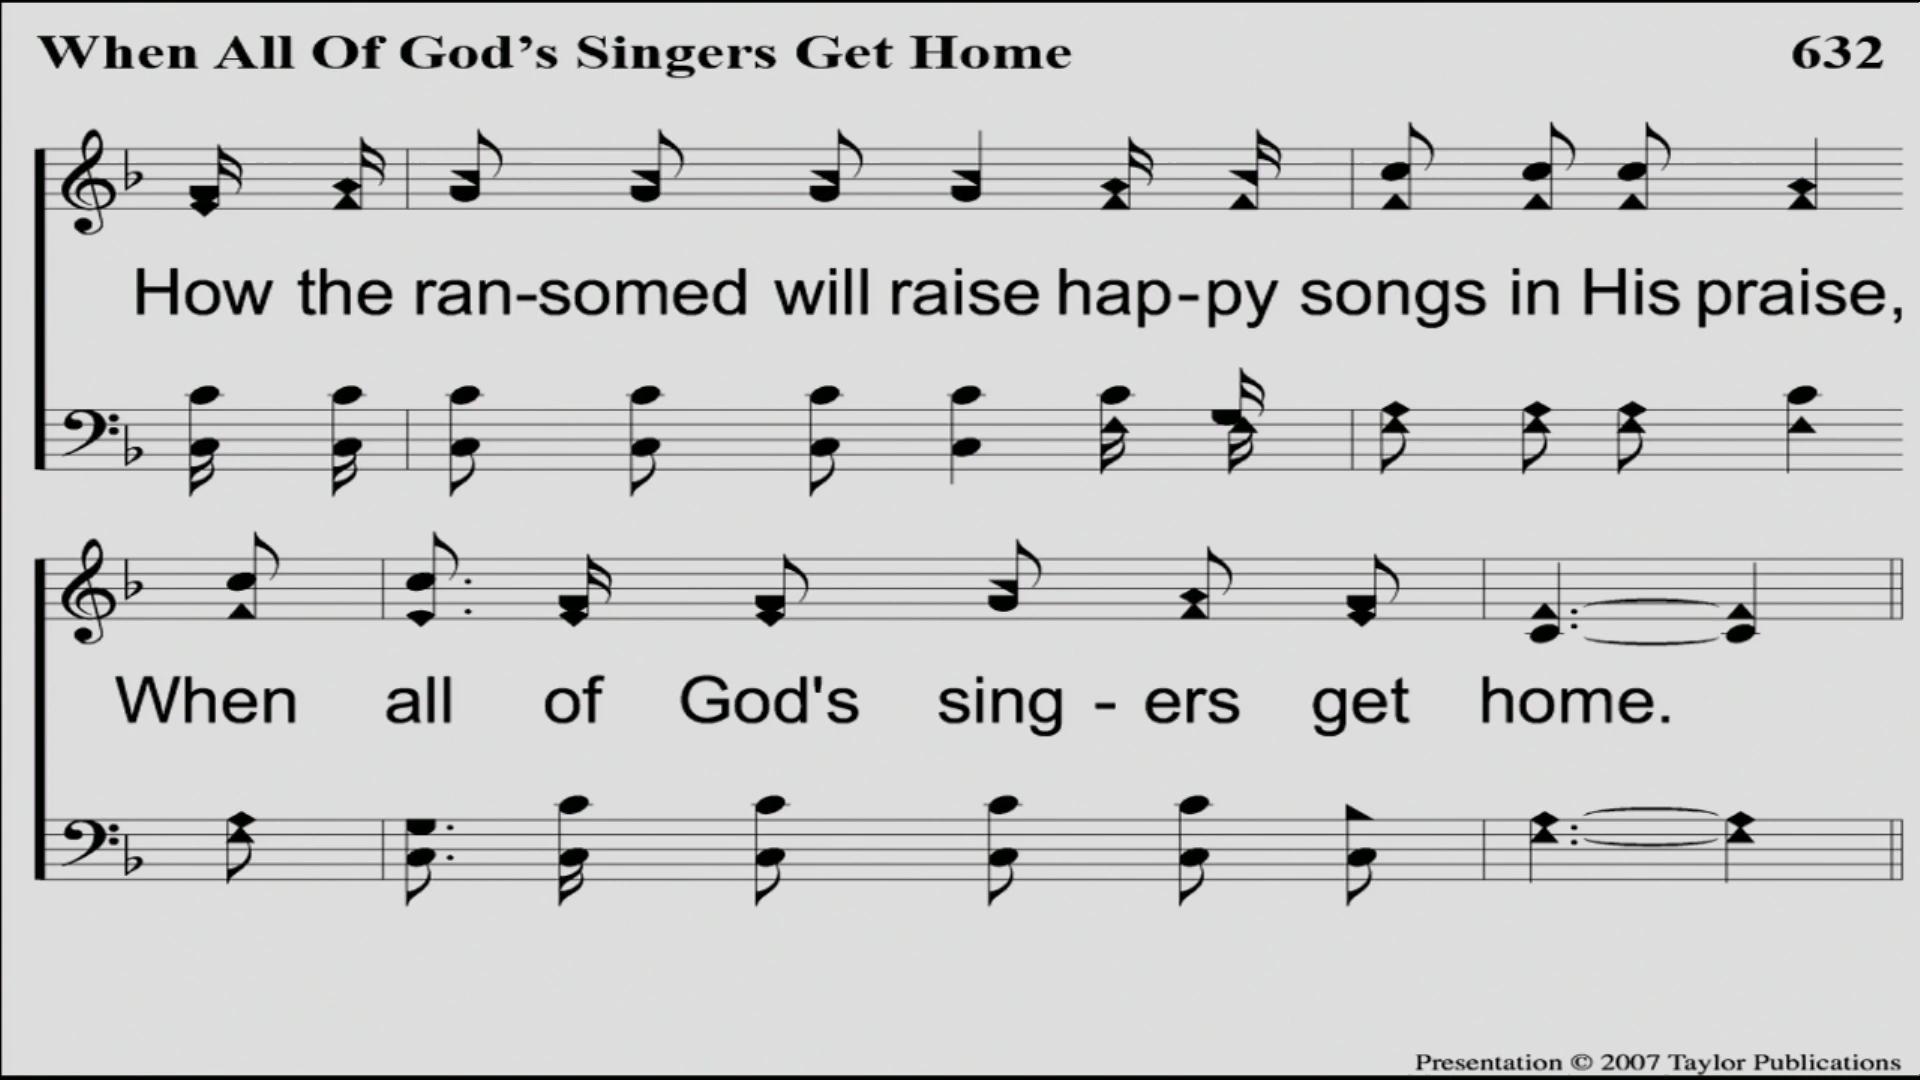 When All Of God’s Singers Get Home 632
How the ran-somed will raise hap-py songs in His praise,
When all of God's sing - ers get home.
Presentation © 2007 Taylor Publications